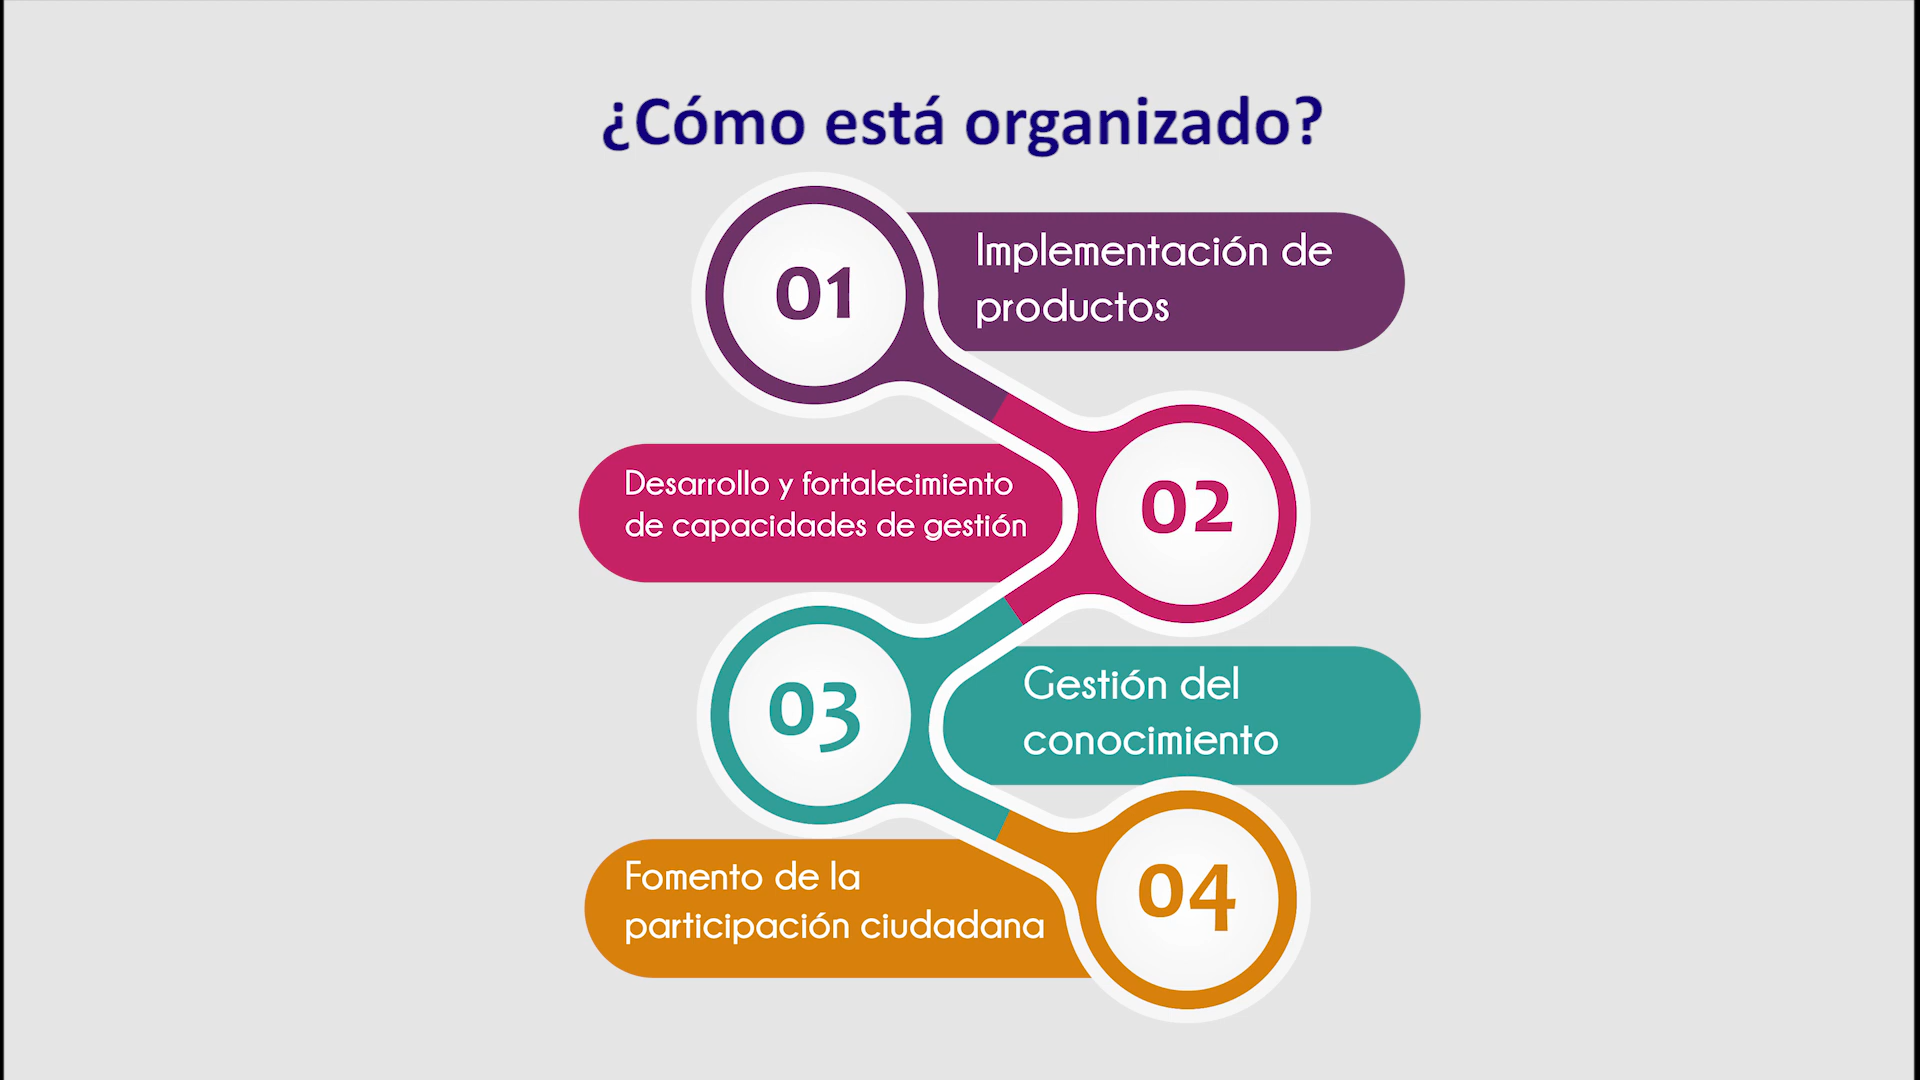 ¿Cómo está organizado?
01
Implementación de
productos
Desarrollo y fortalecimiento
de capacidades de gestión
02
03
Gestión del
conocimiento
Fomento de la
participación ciudadana
04